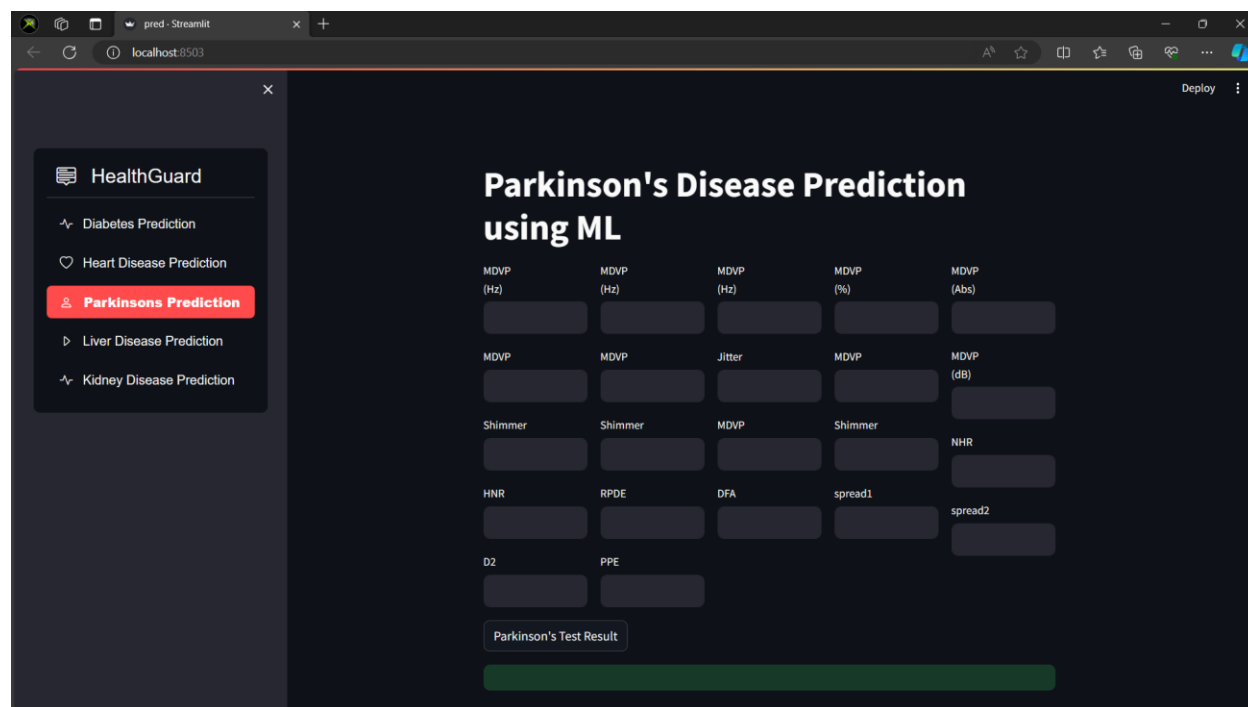 pred - Streamlit
localhost:8503
Deploy
HealthGuard
Diabetes Prediction
Heart Disease Prediction
Parkinsons Prediction
Liver Disease Prediction
Kidney Disease Prediction
Parkinson's Disease Prediction
using ML
MDVP MDVP MDVP MDVP MDVP
(Hz) (Hz) (Hz) (%) (Abs)
MDVP MDVP Jitter MDVP MDVP
(dB)
Shimmer Shimmer MDVP Shimmer
NHR
HNR RPDE DFA spread1
spread2
D2 PPE
Parkinson's Test Result